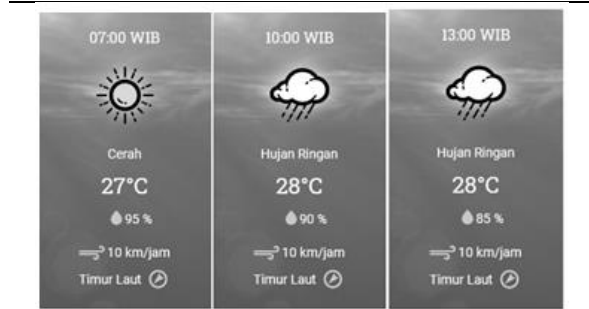 07:00 WIB
Cerah
27°C
95 %
10 km/jam
Timur Laut
10:00 WIB
Hujan Ringan
28°C
90 %
10 km/jam
Timur Laut
13:00 WIB
Hujan Ringan
28°C
85 %
10 km/jam
Timur Laut